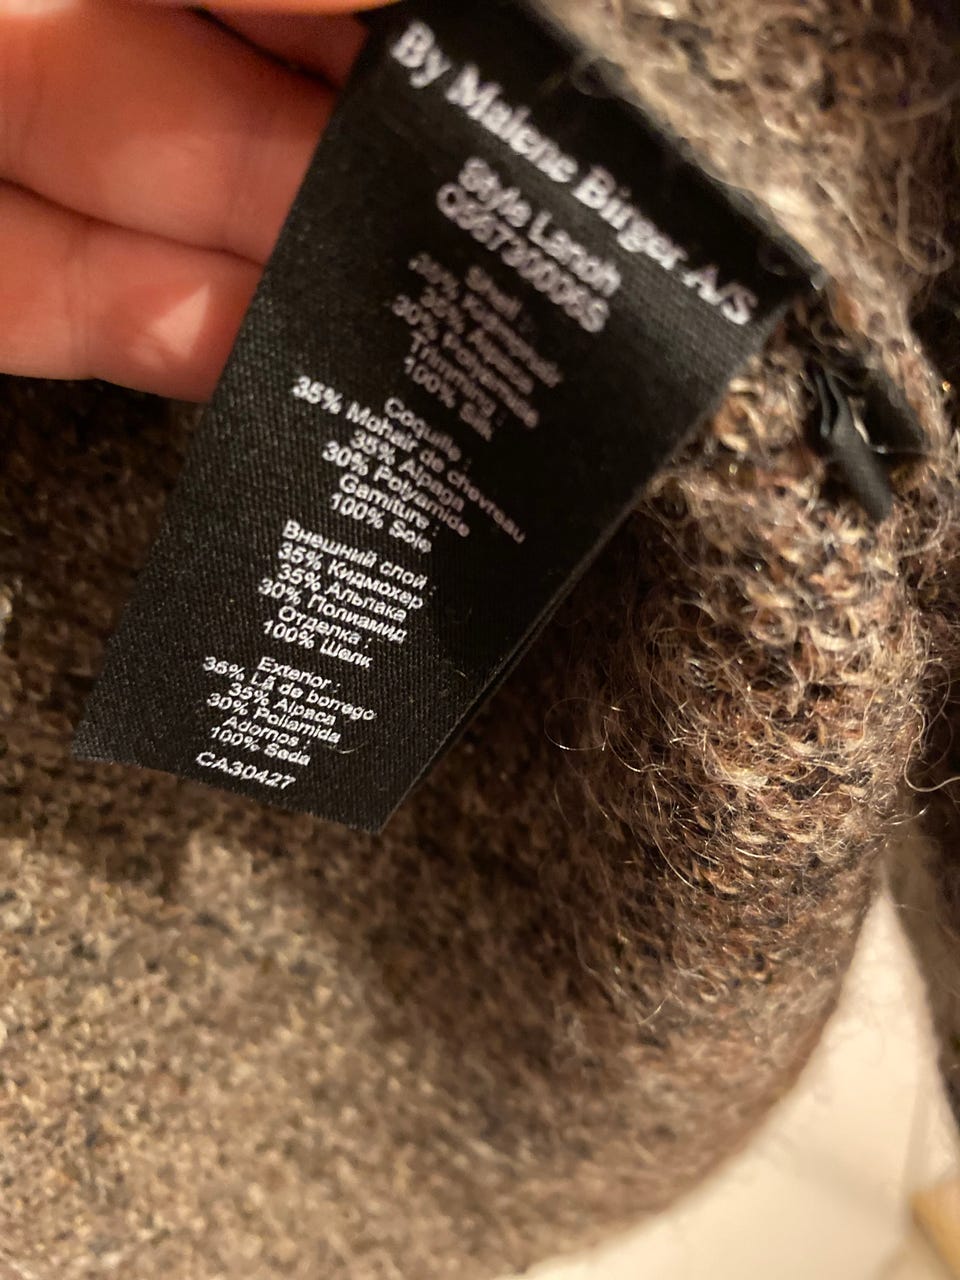 By Malene Birger A/S
Style Lanoh
Shell :
35% Kidmohair
35% Alpaca
30% Polyamide
Trimming :
100% Silk
Coquille :
35% Mohair de chevreau
35% Alpaga
30% Polyamide
Garniture :
100% Soie
Внешний слой :
35% Кидмохер
35% Альпака
30% Полиамид
Отделка :
100% Шелк
Exterior :
35% Lã de borrego
35% Alpaca
30% Poliamida
Adornos :
100% Seda
CA30427